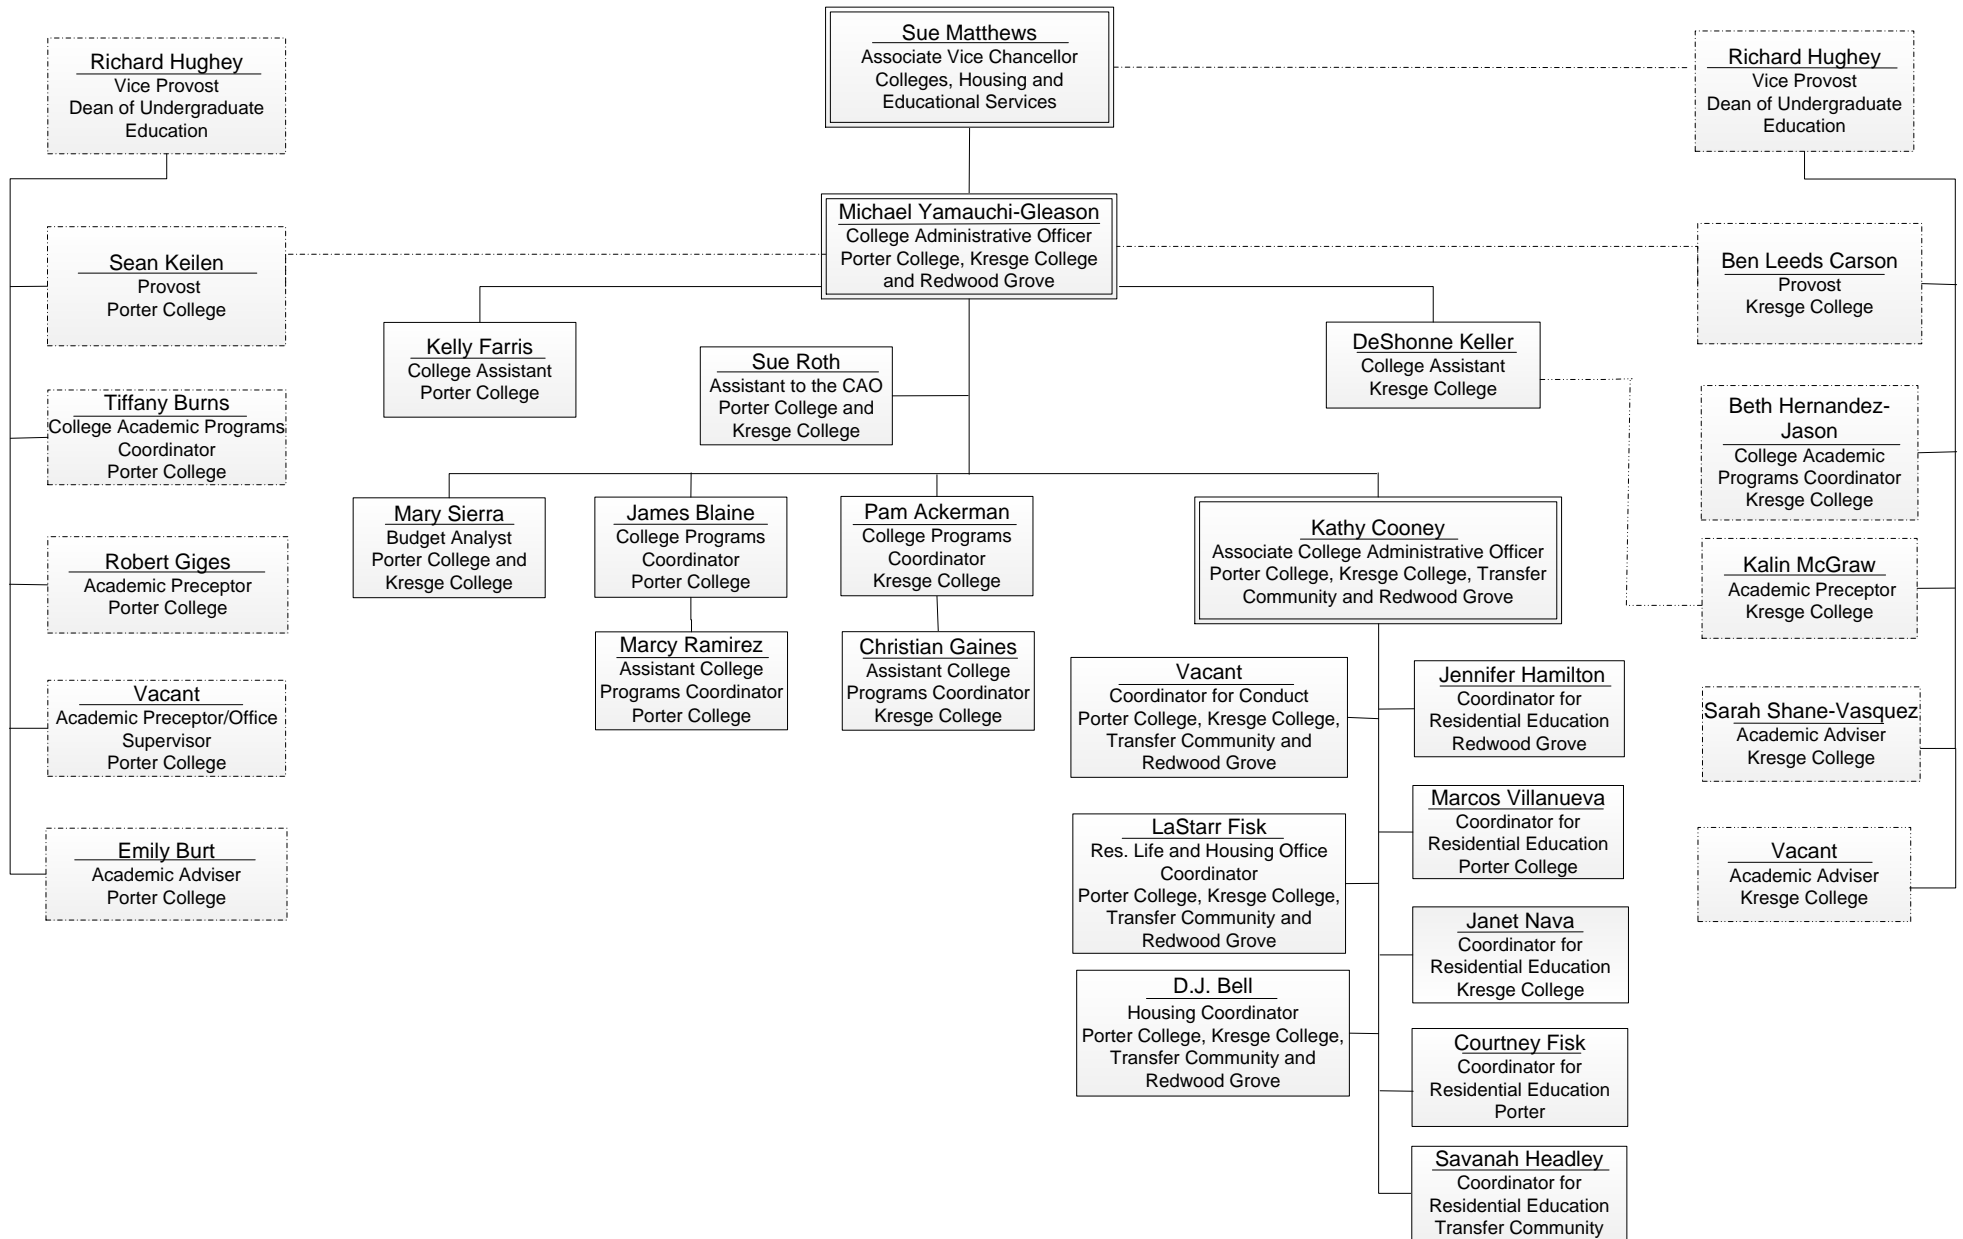 Sue Matthews
Associate Vice Chancellor
Colleges, Housing and
Educational Services
Richard Hughey
Vice Provost
Dean of Undergraduate
Education
Richard Hughey
Vice Provost
Dean of Undergraduate
Education
Michael Yamauchi-Gleason
College Administrative Officer
Porter College, Kresge College
and Redwood Grove
Sean Keilen
Provost
Porter College
Ben Leeds Carson
Provost
Kresge College
Kelly Farris
College Assistant
Porter College
Sue Roth
Assistant to the CAO
Porter College and
Kresge College
DeShonne Keller
College Assistant
Kresge College
Tiffany Burns
College Academic Programs
Coordinator
Porter College
Beth Hernandez-
Jason
College Academic
Programs Coordinator
Kresge College
Mary Sierra
Budget Analyst
Porter College and
Kresge College
James Blaine
College Programs
Coordinator
Porter College
Pam Ackerman
College Programs
Coordinator
Kresge College
Kathy Cooney
Associate College Administrative Officer
Porter College, Kresge College, Transfer
Community and Redwood Grove
Robert Giges
Academic Preceptor
Porter College
Kalin McGraw
Academic Preceptor
Kresge College
Marcy Ramirez
Assistant College
Programs Coordinator
Porter College
Christian Gaines
Assistant College
Programs Coordinator
Kresge College
Vacant
Coordinator for Conduct
Porter College, Kresge College,
Transfer Community and
Redwood Grove
Jennifer Hamilton
Coordinator for
Residential Education
Redwood Grove
Vacant
Academic Preceptor/Office
Supervisor
Porter College
Sarah Shane-Vasquez
Academic Adviser
Kresge College
LaStarr Fisk
Res. Life and Housing Office
Coordinator
Porter College, Kresge College,
Transfer Community and
Redwood Grove
Marcos Villanueva
Coordinator for
Residential Education
Porter College
Emily Burt
Academic Adviser
Porter College
Vacant
Academic Adviser
Kresge College
Janet Nava
Coordinator for
Residential Education
Kresge College
D.J. Bell
Housing Coordinator
Porter College, Kresge College,
Transfer Community and
Redwood Grove
Courtney Fisk
Coordinator for
Residential Education
Porter
Savanah Headley
Coordinator for
Residential Education
Transfer Community